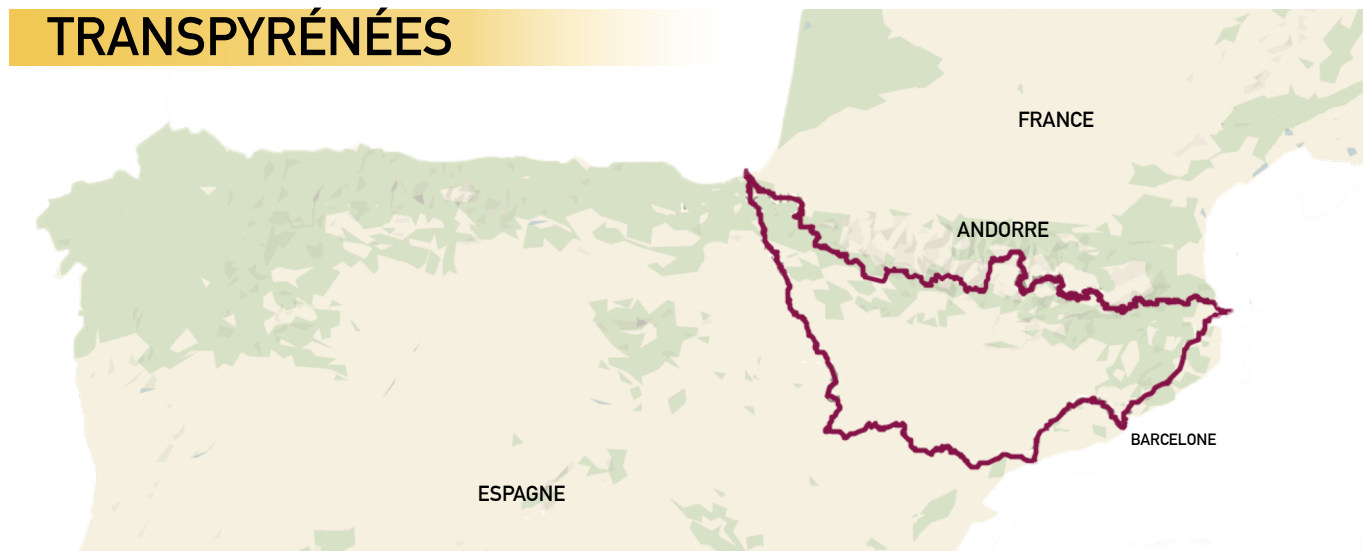 TRANSPYRÉNÉES
FRANCE
ANDORRE
BARCELONE
ESPAGNE